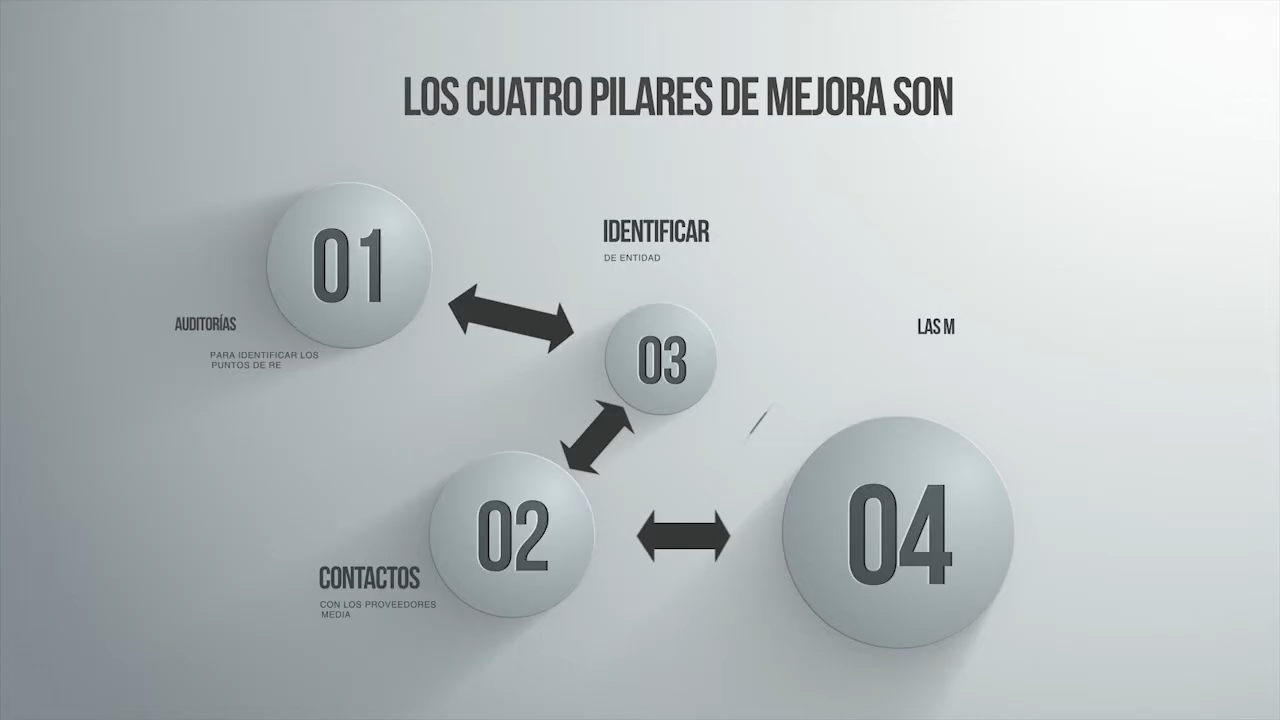 LOS CUATRO PILARES DE MEJORA SON
01
AUDITORÍAS
PARA IDENTIFICAR LOS
PUNTOS DE RE
IDENTIFICAR
DE ENTIDAD
03
LAS M
02
CONTACTOS
CON LOS PROVEEDORES
MEDIA
04